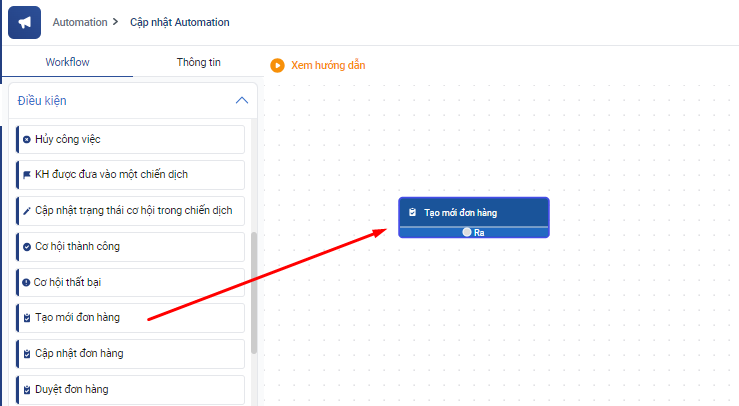 Automation > Cập nhật Automation
Workflow
Thông tin
Xem hướng dẫn
Điều kiện
Hủy công việc
KH được đưa vào một chiến dịch
Cập nhật trạng thái cơ hội trong chiến dịch
Cơ hội thành công
Cơ hội thất bại
Tạo mới đơn hàng
Cập nhật đơn hàng
Duyệt đơn hàng
Tạo mới đơn hàng
Ra